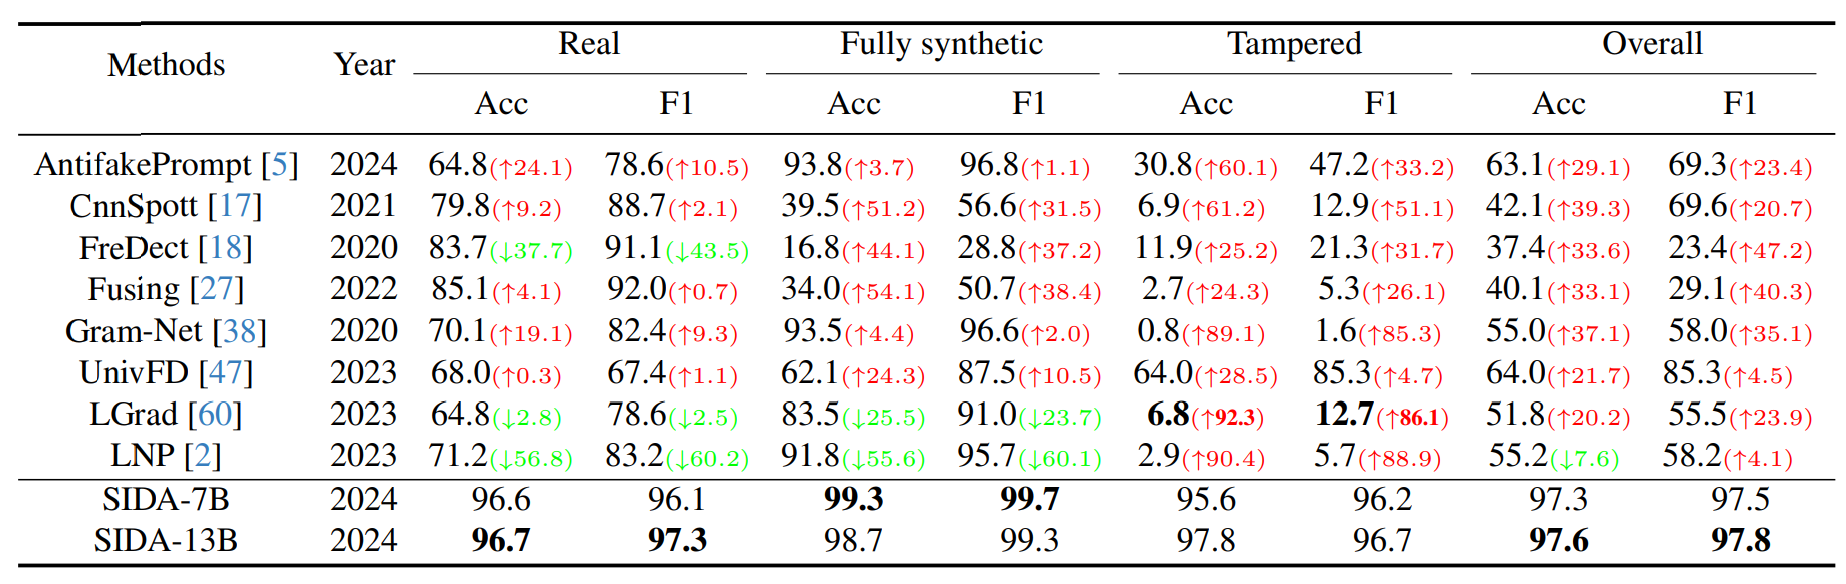 Methods Year Real Fully synthetic Tampered Overall
Acc F1 Acc F1 Acc F1 Acc F1
AntifakePrompt [5] 2024 64.8(↑24.1) 78.6(↑10.5) 93.8(↑3.7) 96.8(↑1.1) 30.8(↑60.1) 47.2(↑33.2) 63.1(↑29.1) 69.3(↑23.4)
CnnSpott [17] 2021 79.8(↑9.2) 88.7(↑2.1) 39.5(↑51.2) 56.6(↑31.5) 6.9(↑61.2) 12.9(↑51.1) 42.1(↑39.3) 69.6(↑20.7)
FreDect [18] 2020 83.7(↓37.7) 91.1(↓43.5) 16.8(↑44.1) 28.8(↑37.2) 11.9(↑25.2) 21.3(↑31.7) 37.4(↑33.6) 23.4(↑47.2)
Fusing [27] 2022 85.1(↑4.1) 92.0(↑0.7) 34.0(↑54.1) 50.7(↑38.4) 2.7(↑24.3) 5.3(↑26.1) 40.1(↑33.1) 29.1(↑40.3)
Gram-Net [38] 2020 70.1(↑19.1) 82.4(↑9.3) 93.5(↑4.4) 96.6(↑2.0) 0.8(↑89.1) 1.6(↑85.3) 55.0(↑37.1) 58.0(↑35.1)
UnivFD [47] 2023 68.0(↑0.3) 67.4(↑1.1) 62.1(↑24.3) 87.5(↑10.5) 64.0(↑28.5) 85.3(↑4.7) 64.0(↑21.7) 85.3(↑4.5)
LGrad [60] 2023 64.8(↓2.8) 78.6(↓2.5) 83.5(↓25.5) 91.0(↓23.7) 6.8(↑92.3) 12.7(↑86.1) 51.8(↑20.2) 55.5(↑23.9)
LNP [2] 2023 71.2(↓56.8) 83.2(↓60.2) 91.8(↓55.6) 95.7(↓60.1) 2.9(↑90.4) 5.7(↑88.9) 55.2(↓7.6) 58.2(↑4.1)
SIDA-7B 2024 96.6 96.1 99.3 99.7 95.6 96.2 97.3 97.5
SIDA-13B 2024 96.7 97.3 98.7 99.3 97.8 96.7 97.6 97.8